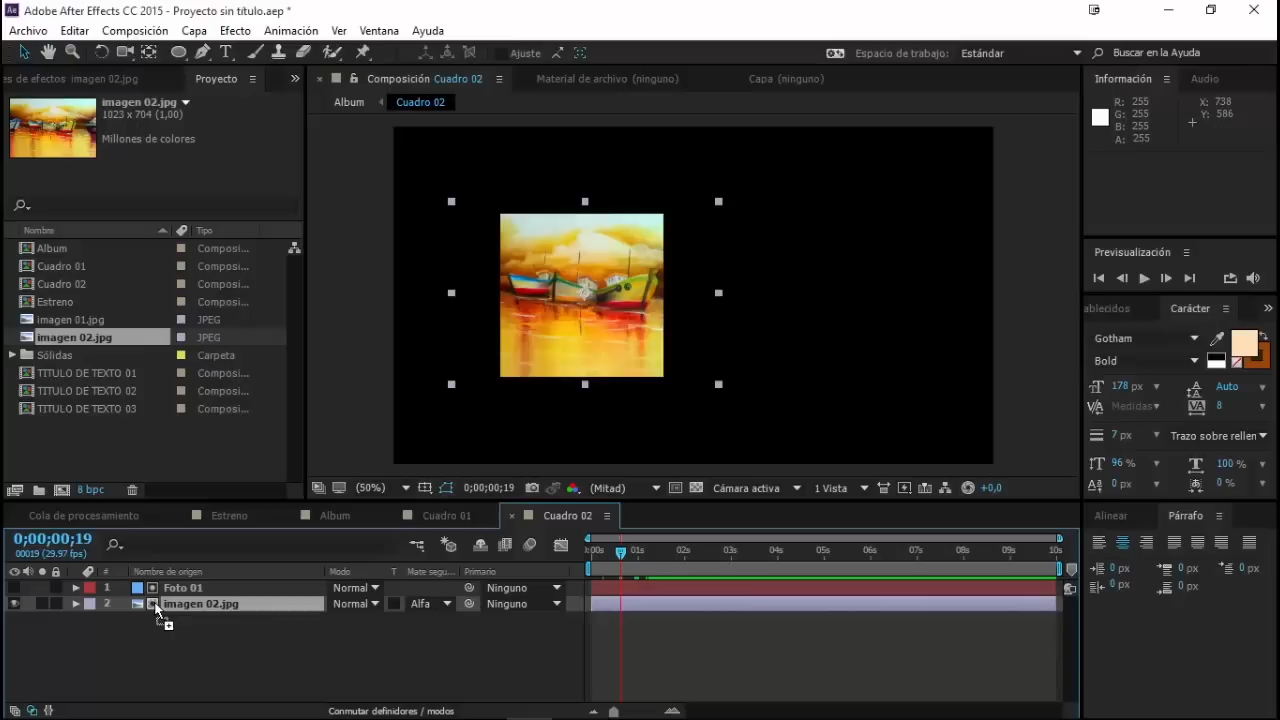 Adobe After Effects CC 2015 - Proyecto sin título.aep *
Archivo Editar Composición Capa Efecto Animación Ver Ventana Ayuda
Ajuste
Espacio de trabajo: Estándar
Buscar en la Ayuda
es de efectos imagen 02.jpg
Proyecto
imagen 02.jpg
1023 x 704 (1,00)
Millones de colores
Nombre Tipo
Album Composi...
Cuadro 01 Composi...
Cuadro 02 Composi...
Estreno Composi...
imagen 01.jpg JPEG
imagen 02.jpg JPEG
Sólidas Carpeta
TITULO DE TEXTO 01 Composi...
TITULO DE TEXTO 02 Composi...
TITULO DE TEXTO 03 Composi...
8 bpc
Composición Cuadro 02
Material de archivo (ninguno)
Capa (ninguno)
Album Cuadro 02
(50%) 0;00;00;19 (Mitad) Cámara activa 1 Vista +0,0
Información Audio
R: 255
G: 255
B: 255
A: 255
X: 738
Y: 586
Previsualización
ablecidos Carácter
Gotham
Bold
178 px Auto
Medidas 8
7 px Trazo sobre rellen
96 % 100 %
0 px 0 %
Alinear Párrafo
0 px 0 px 0 px
0 px 0 px
Cola de procesamiento Estreno Album Cuadro 01 Cuadro 02
0;00;00;19
00019 (29.97 fps)
# Nombre de origen Modo T Mate segu... Primario
1 Foto 01 Normal Ninguno
2 imagen 02.jpg Normal Alfa Ninguno
:00s 01s 02s 03s 04s 05s 06s 07s 08s 09s 10s
Conmutar definidores / modos